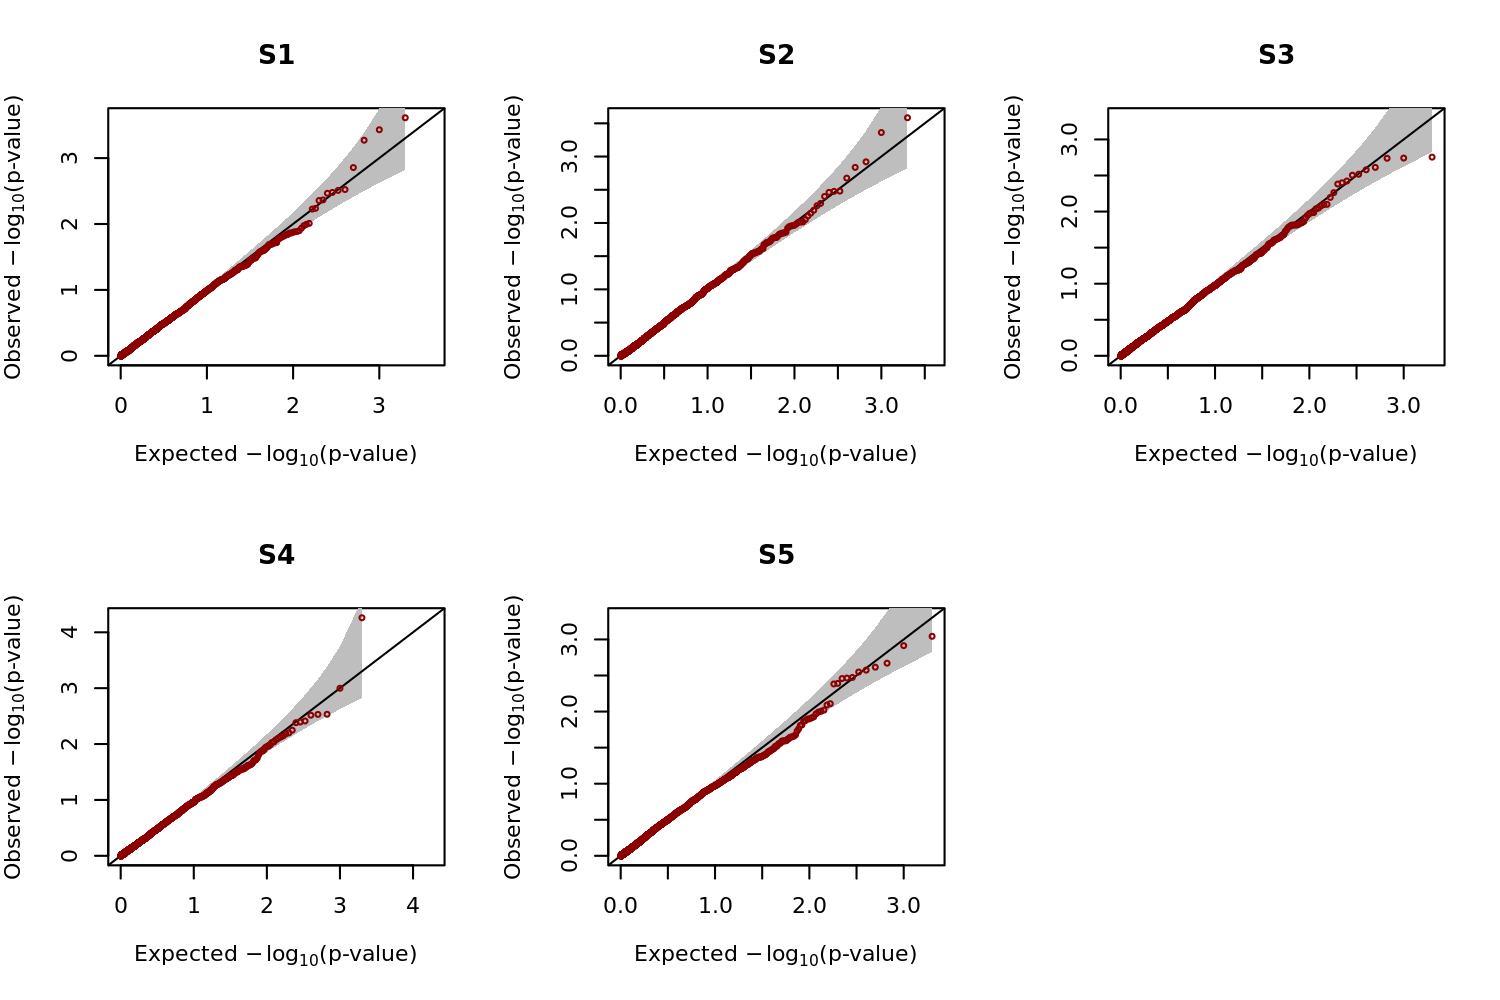 S1
Observed −log10(p-value)
3
2
1
0
0 1 2 3
Expected −log10(p-value)
S2
Observed −log10(p-value)
3.0
2.0
1.0
0.0
0.0 1.0 2.0 3.0
Expected −log10(p-value)
S3
Observed −log10(p-value)
3.0
2.0
1.0
0.0
0.0 1.0 2.0 3.0
Expected −log10(p-value)
S4
Observed −log10(p-value)
4
3
2
1
0
0 1 2 3 4
Expected −log10(p-value)
S5
Observed −log10(p-value)
3.0
2.0
1.0
0.0
0.0 1.0 2.0 3.0
Expected −log10(p-value)